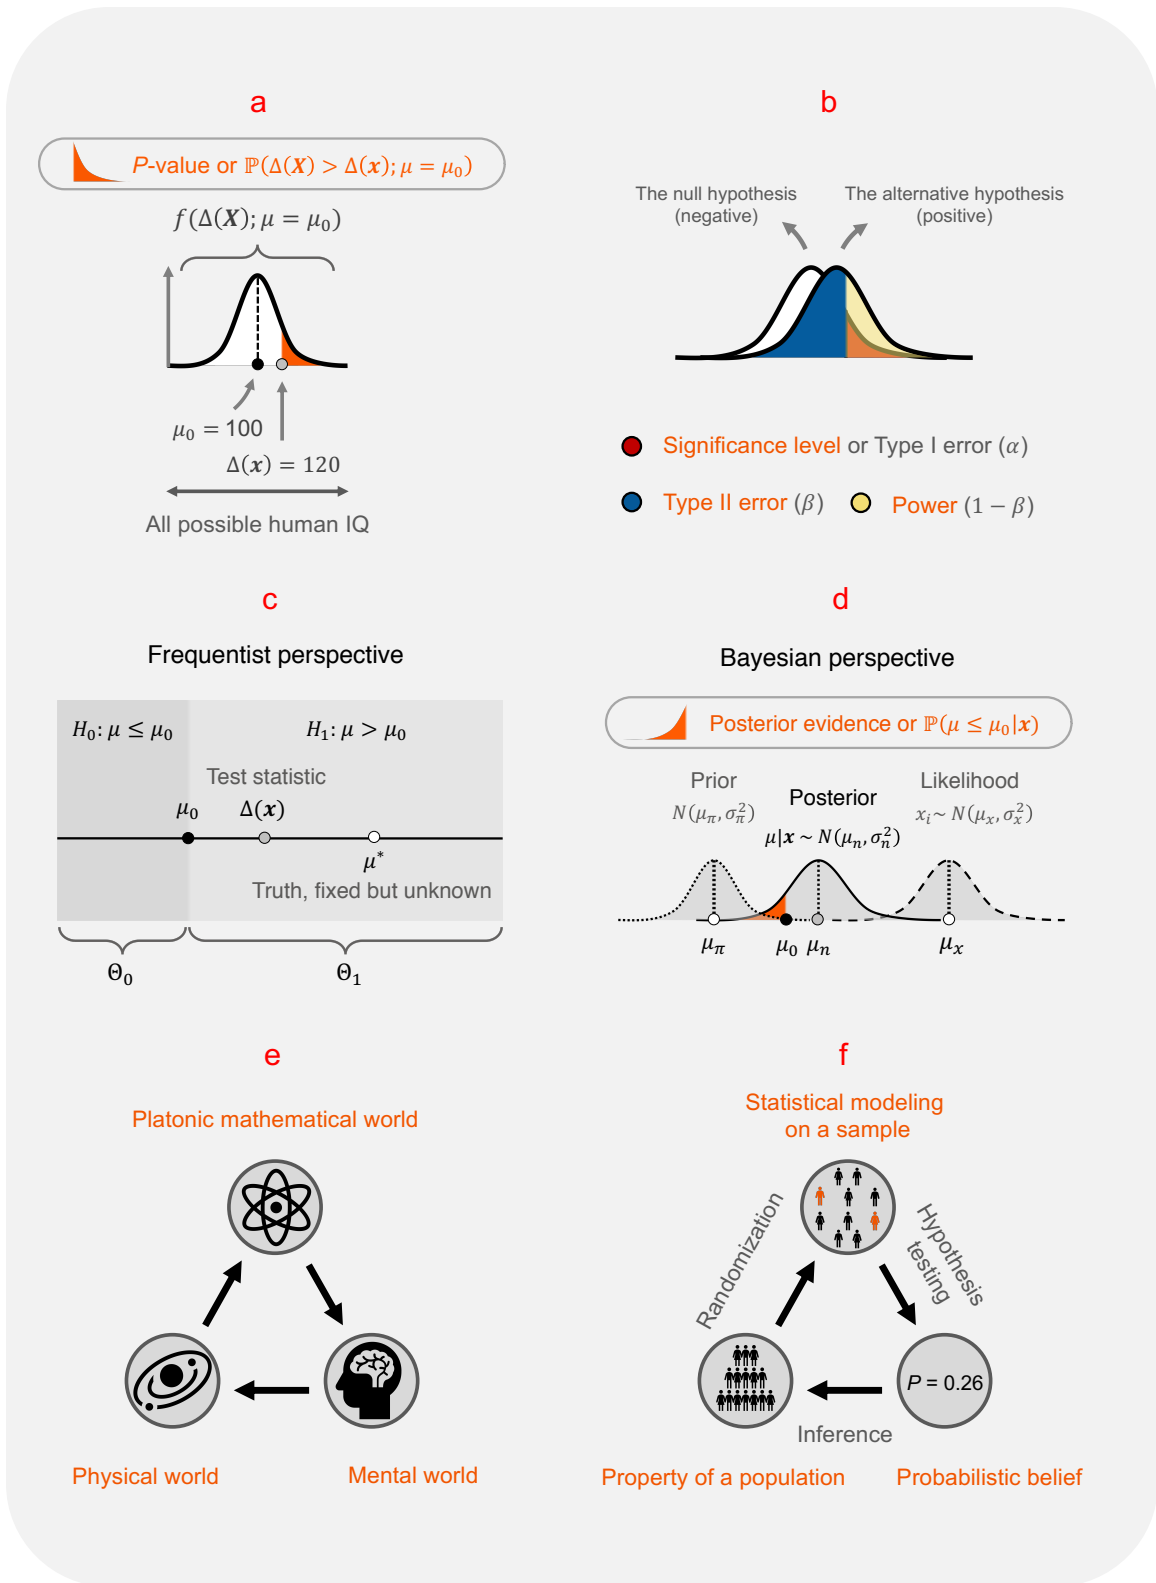 a
P-value or ℙ(Δ(𝑿) > Δ(𝒙); μ = μ₀)
f(Δ(𝑿); μ = μ₀)
μ₀ = 100
Δ(𝒙) = 120
All possible human IQ
b
The null hypothesis
(negative)
The alternative hypothesis
(positive)
Significance level or Type I error (α)
Type II error (β)
Power (1 − β)
c
Frequentist perspective
H₀: μ ≤ μ₀
H₁: μ > μ₀
Test statistic
μ₀
Δ(𝒙)
μ*
Truth, fixed but unknown
Θ₀
Θ₁
d
Bayesian perspective
Posterior evidence or ℙ(μ ≤ μ₀|𝒙)
Prior
N(μ_π, σ_π²)
Posterior
μ|𝒙 ~ N(μₙ, σₙ²)
Likelihood
xᵢ ~ N(μₓ, σₓ²)
μ_π
μ₀
μₙ
μₓ
e
Platonic mathematical world
Physical world
Mental world
f
Statistical modeling
on a sample
Randomization
Hypothesis
testing
P = 0.26
Inference
Property of a population
Probabilistic belief